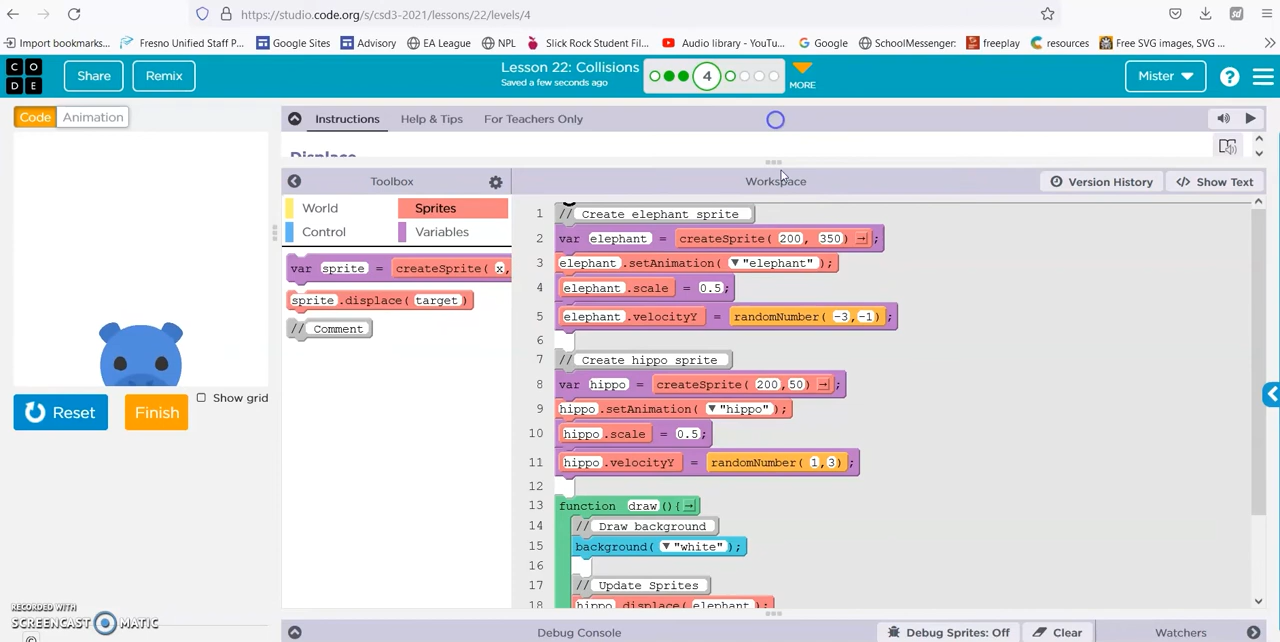 https://studio.code.org/s/csd3-2021/lessons/22/levels/4
Import bookmarks...
Fresno Unified Staff P...
Google Sites
Advisory
EA League
NPL
Slick Rock Student Fil...
Audio library - YouTu...
Google
SchoolMessenger:
freeplay
resources
Free SVG images, SVG ...
C O
D E
Share
Remix
Lesson 22: Collisions
Saved a few seconds ago
4
MORE
Mister
?
Code
Animation
Instructions
Help & Tips
For Teachers Only
Displace
Toolbox
Workspace
Version History
</> Show Text
World
Sprites
Control
Variables
var sprite = createSprite( x,
sprite.displace( target )
// Comment
Reset
Finish
Show grid
1 // Create elephant sprite
2 var elephant = createSprite( 200, 350) ;
3 elephant.setAnimation( "elephant" );
4 elephant.scale = 0.5;
5 elephant.velocityY = randomNumber( -3,-1) ;
6
7 // Create hippo sprite
8 var hippo = createSprite( 200,50) ;
9 hippo.setAnimation( "hippo" );
10 hippo.scale = 0.5;
11 hippo.velocityY = randomNumber( 1,3) ;
12
13 function draw(){
14 // Draw background
15 background( "white" );
16
17 // Update Sprites
18 hippo.displace( elephant );
Debug Console
Debug Sprites: Off
Clear
Watchers
RECORDED WITH
SCREENCAST MATIC